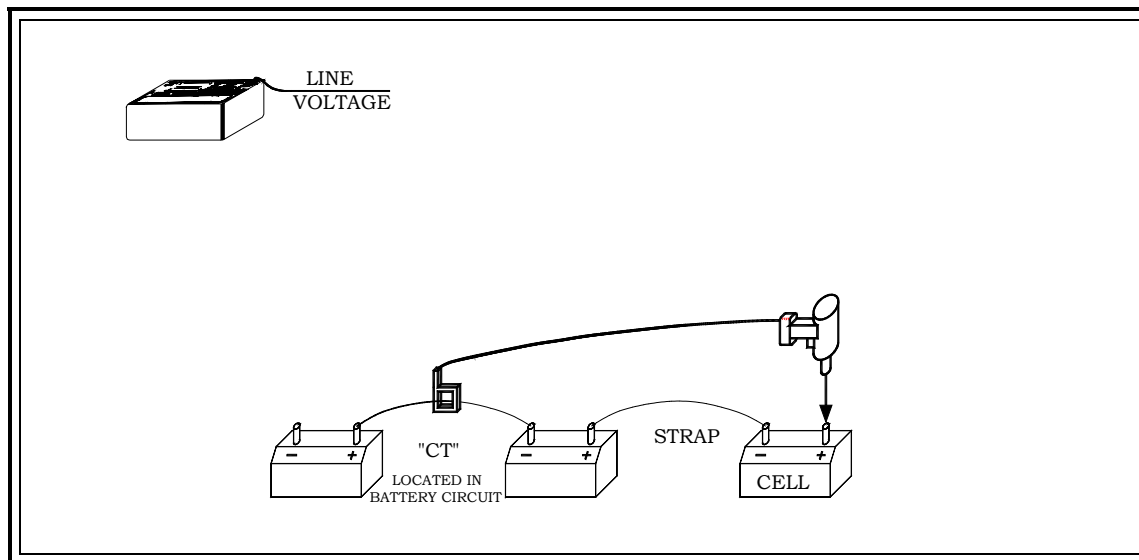 LINE
VOLTAGE
"CT"
LOCATED IN
BATTERY CIRCUIT
STRAP
- +
- +
- +
CELL